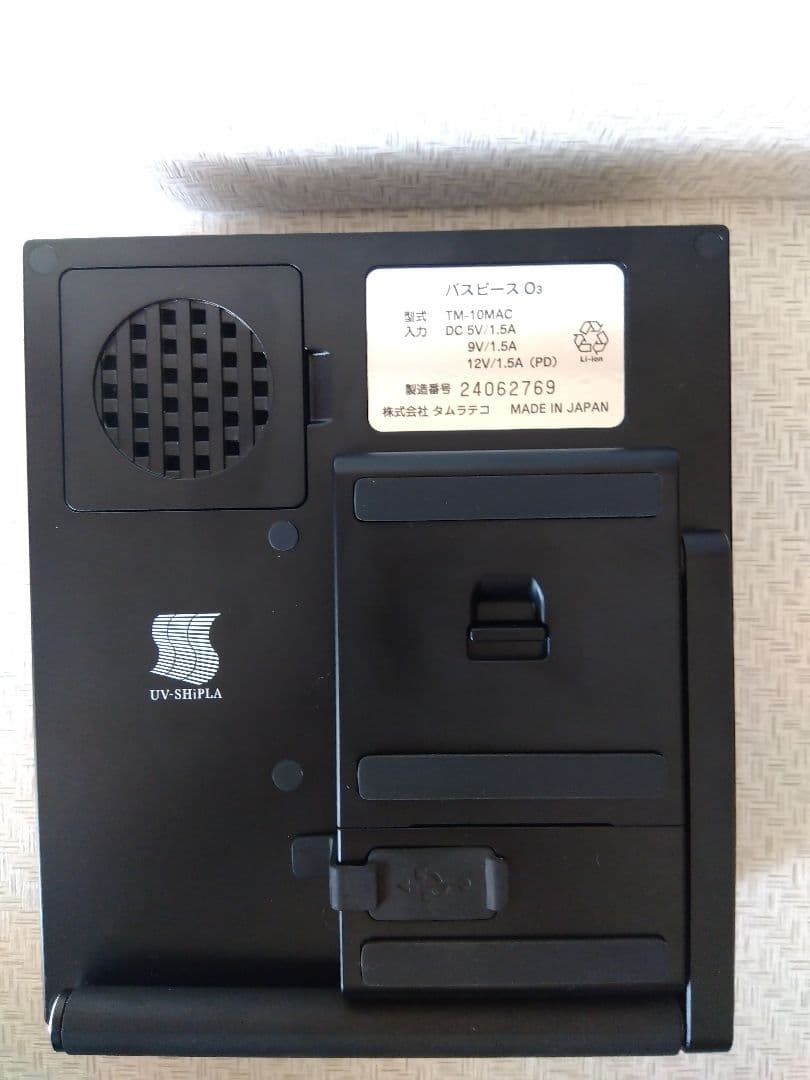 バスピース O3
型式 TM-10MAC
入力 DC 5V/1.5A
9V/1.5A
12V/1.5A (PD)
Li-ion
製造番号 24062769
株式会社 タムラテコ MADE IN JAPAN
UV-SHiPLA